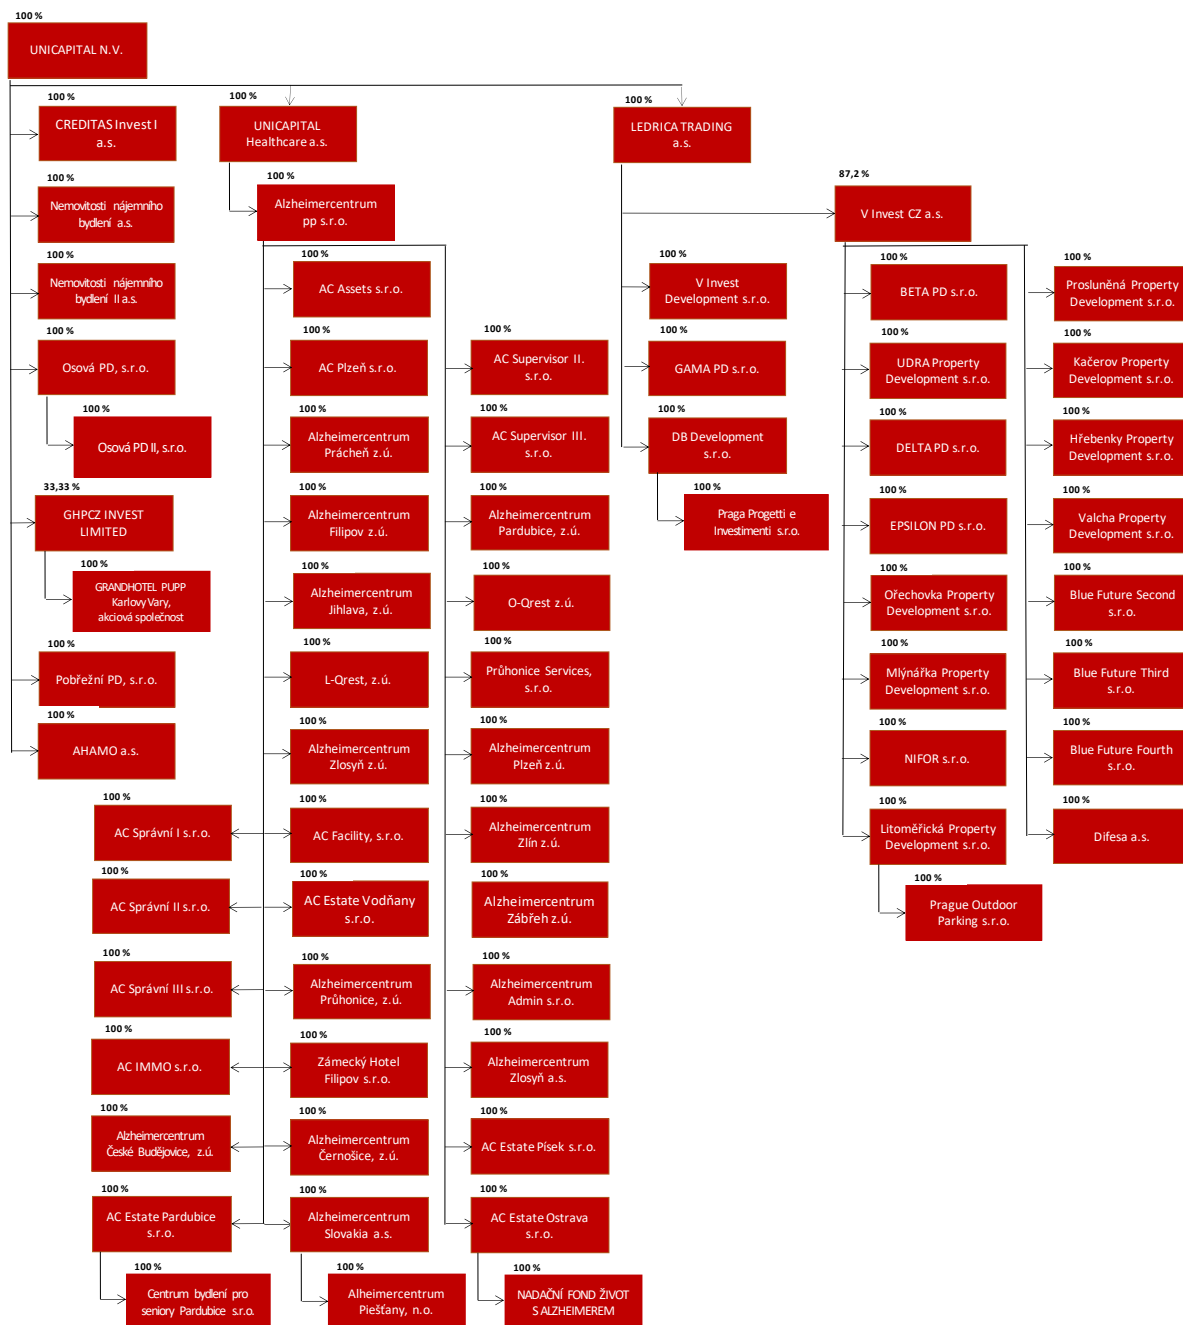 100 %
UNICAPITAL N.V.
100 %
CREDITAS Invest I
a.s.
100 %
Nemovitosti nájemního
bydlení a.s.
100 %
Nemovitosti nájemního
bydlení II a.s.
100 %
Osová PD, s.r.o.
100 %
Osová PD II, s.r.o.
33,33 %
GHPCZ INVEST
LIMITED
100 %
GRANDHOTEL PUPP
Karlovy Vary,
akciová společnost
100 %
Pobřežní PD, s.r.o.
100 %
AHAMO a.s.
100 %
UNICAPITAL
Healthcare a.s.
100 %
Alzheimercentrum
pp s.r.o.
100 %
AC Assets s.r.o.
100 %
AC Plzeň s.r.o.
100 %
Alzheimercentrum
Prácheň z.ú.
100 %
Alzheimercentrum
Filipov z.ú.
100 %
Alzheimercentrum
Jihlava, z.ú.
100 %
L-Qrest, z.ú.
100 %
Alzheimercentrum
Zlosyň z.ú.
100 %
AC Facility, s.r.o.
100 %
AC Estate Vodňany
s.r.o.
100 %
Alzheimercentrum
Průhonice, z.ú.
100 %
Zámecký Hotel
Filipov s.r.o.
100 %
Alzheimercentrum
Černošice, z.ú.
100 %
Alzheimercentrum
Slovakia a.s.
100 %
Alheimercentrum
Piešťany, n.o.
100 %
AC Správní I s.r.o.
100 %
AC Správní II s.r.o.
100 %
AC Správní III s.r.o.
100 %
AC IMMO s.r.o.
100 %
Alzheimercentrum
České Budějovice, z.ú.
100 %
AC Estate Pardubice
s.r.o.
100 %
Centrum bydlení pro
seniory Pardubice s.r.o.
100 %
AC Supervisor II.
s.r.o.
100 %
AC Supervisor III.
s.r.o.
100 %
Alzheimercentrum
Pardubice, z.ú.
100 %
O-Qrest z.ú.
100 %
Průhonice Services,
s.r.o.
100 %
Alzheimercentrum
Plzeň z.ú.
100 %
Alzheimercentrum
Zlín z.ú.
100 %
Alzheimercentrum
Zábřeh z.ú.
100 %
Alzheimercentrum
Admin s.r.o.
100 %
Alzheimercentrum
Zlosyň a.s.
100 %
AC Estate Písek s.r.o.
100 %
AC Estate Ostrava
s.r.o.
100 %
NADAČNÍ FOND ŽIVOT
S ALZHEIMEREM
100 %
LEDRICA TRADING
a.s.
100 %
V Invest
Development s.r.o.
100 %
GAMA PD s.r.o.
100 %
DB Development
s.r.o.
100 %
Praga Progetti e
Investimenti s.r.o.
87,2 %
V Invest CZ a.s.
100 %
BETA PD s.r.o.
100 %
UDRA Property
Development s.r.o.
100 %
DELTA PD s.r.o.
100 %
EPSILON PD s.r.o.
100 %
Ořechovka Property
Development s.r.o.
100 %
Mlýnářka Property
Development s.r.o.
100 %
NIFOR s.r.o.
100 %
Litoměřická Property
Development s.r.o.
100 %
Prague Outdoor
Parking s.r.o.
100 %
Prosluněná Property
Development s.r.o.
100 %
Kačerov Property
Development s.r.o.
100 %
Hřebenky Property
Development s.r.o.
100 %
Valcha Property
Development s.r.o.
100 %
Blue Future Second
s.r.o.
100 %
Blue Future Third
s.r.o.
100 %
Blue Future Fourth
s.r.o.
100 %
Difesa a.s.